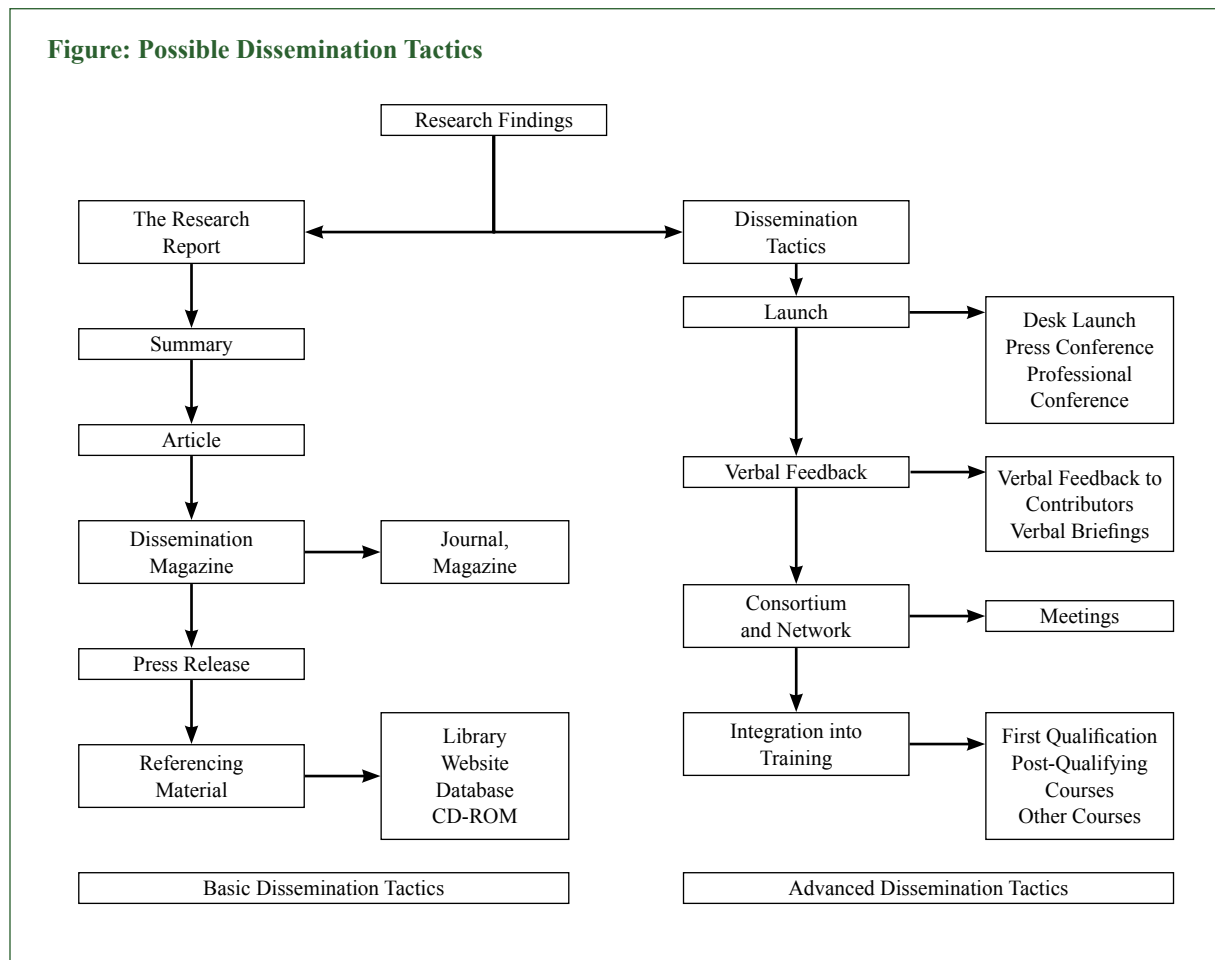 Figure: Possible Dissemination Tactics
Research Findings
The Research
Report
Summary
Article
Dissemination
Magazine
Journal,
Magazine
Press Release
Referencing
Material
Library
Website
Database
CD-ROM
Basic Dissemination Tactics
Dissemination
Tactics
Launch
Desk Launch
Press Conference
Professional
Conference
Verbal Feedback
Verbal Feedback to
Contributors
Verbal Briefings
Consortium
and Network
Meetings
Integration into
Training
First Qualification
Post-Qualifying
Courses
Other Courses
Advanced Dissemination Tactics